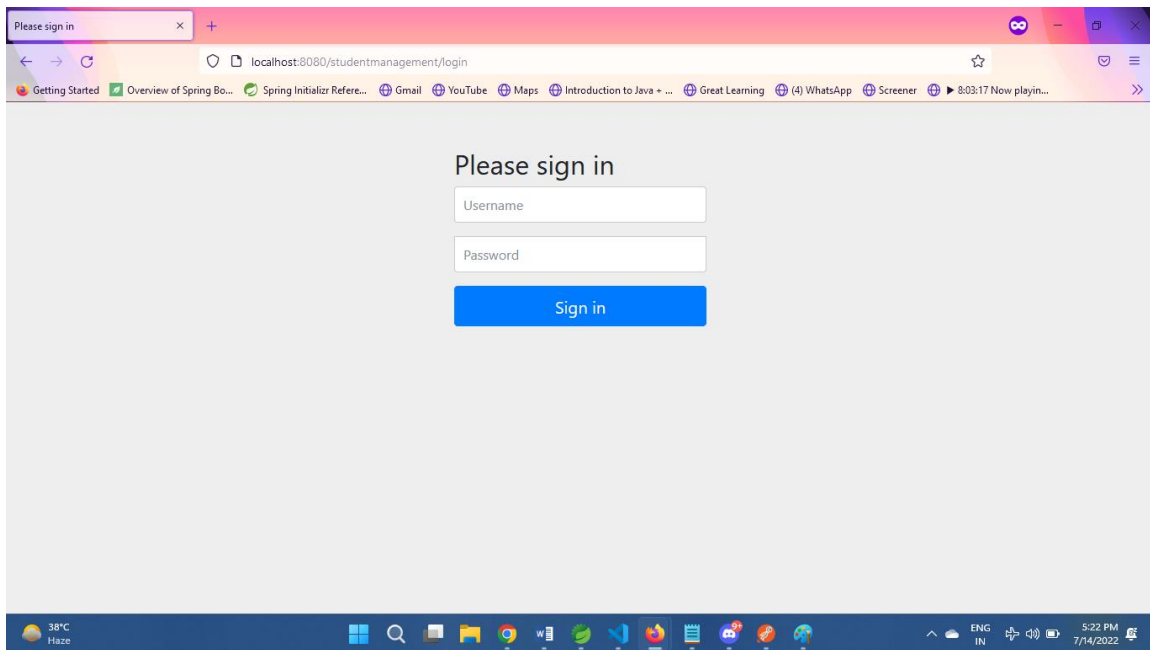 Please sign in
localhost:8080/studentmanagement/login
Getting Started Overview of Spring Bo... Spring Initializr Refere... Gmail YouTube Maps Introduction to Java + ... Great Learning (4) WhatsApp Screener ▶ 8:03:17 Now playin...
Please sign in
Username
Password
Sign in
38°C
Haze
9+
ENG
IN
5:22 PM
7/14/2022